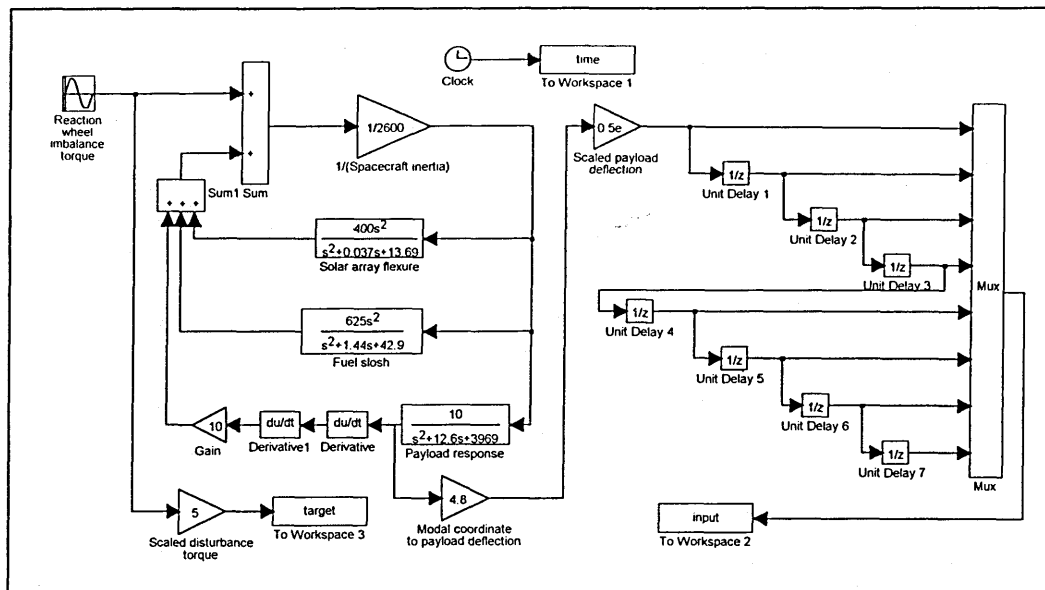 time
Clock
To Workspace 1
Reaction
wheel
imbalance
torque
+
+
1/2600
1/(Spacecraft inertia)
0 5e
Scaled payload
deflection
Sum1 Sum
+ + +
400s2
s2+0.037s+13.69
Solar array flexure
625s2
s2+1.44s+42.9
Fuel slosh
10
Gain
du/dt
Derivative1
du/dt
Derivative
10
s2+12.6s+3969
Payload response
5
Scaled disturbance
torque
target
To Workspace 3
4.8
Modal coordinate
to payload deflection
1/z
Unit Delay 1
1/z
Unit Delay 2
1/z
Unit Delay 3
Mux
1/z
Unit Delay 4
1/z
Unit Delay 5
1/z
Unit Delay 6
1/z
Unit Delay 7
Mux
input
To Workspace 2